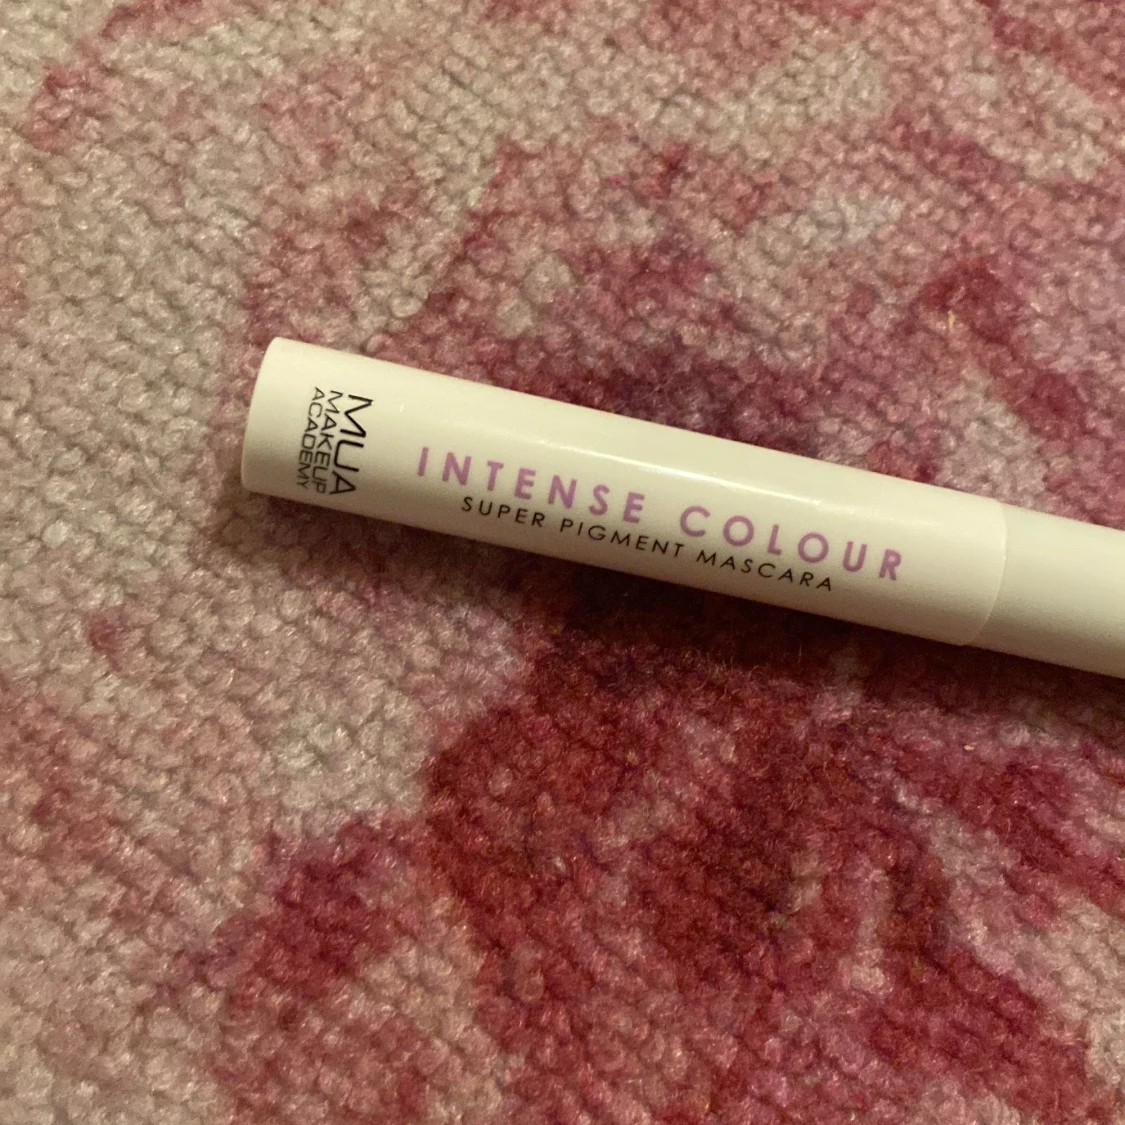 MUA
MAKEUP
ACADEMY
INTENSE COLOUR
SUPER PIGMENT MASCARA